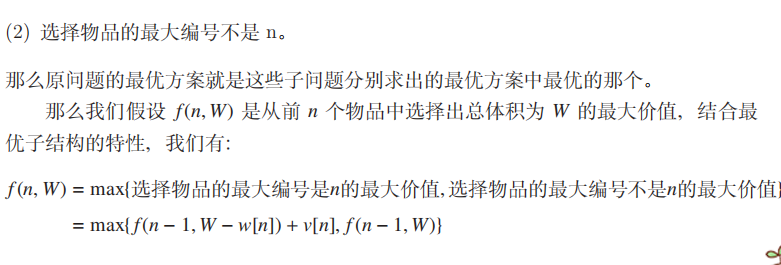 (2) 选择物品的最大编号不是 n。
那么原问题的最优方案就是这些子问题分别求出的最优方案中最优的那个。
那么我们假设 f(n, W) 是从前 n 个物品中选择出总体积为 W 的最大价值，结合最
优子结构的特性，我们有:
f(n, W) = max{选择物品的最大编号是n的最大价值, 选择物品的最大编号不是n的最大价值}
= max{f(n − 1, W − w[n]) + v[n], f(n − 1, W)}